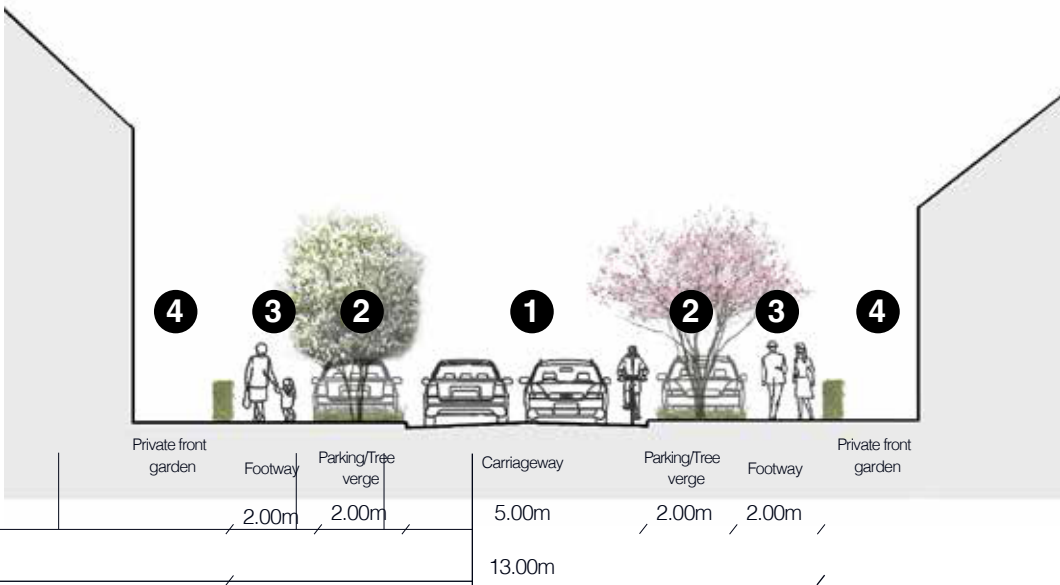 4 3 2 1 2 3 4
Private front
garden
Footway
Parking/Tree
verge
Carriageway
Parking/Tree
verge
Footway
Private front
garden
2.00m 2.00m 5.00m 2.00m 2.00m
13.00m